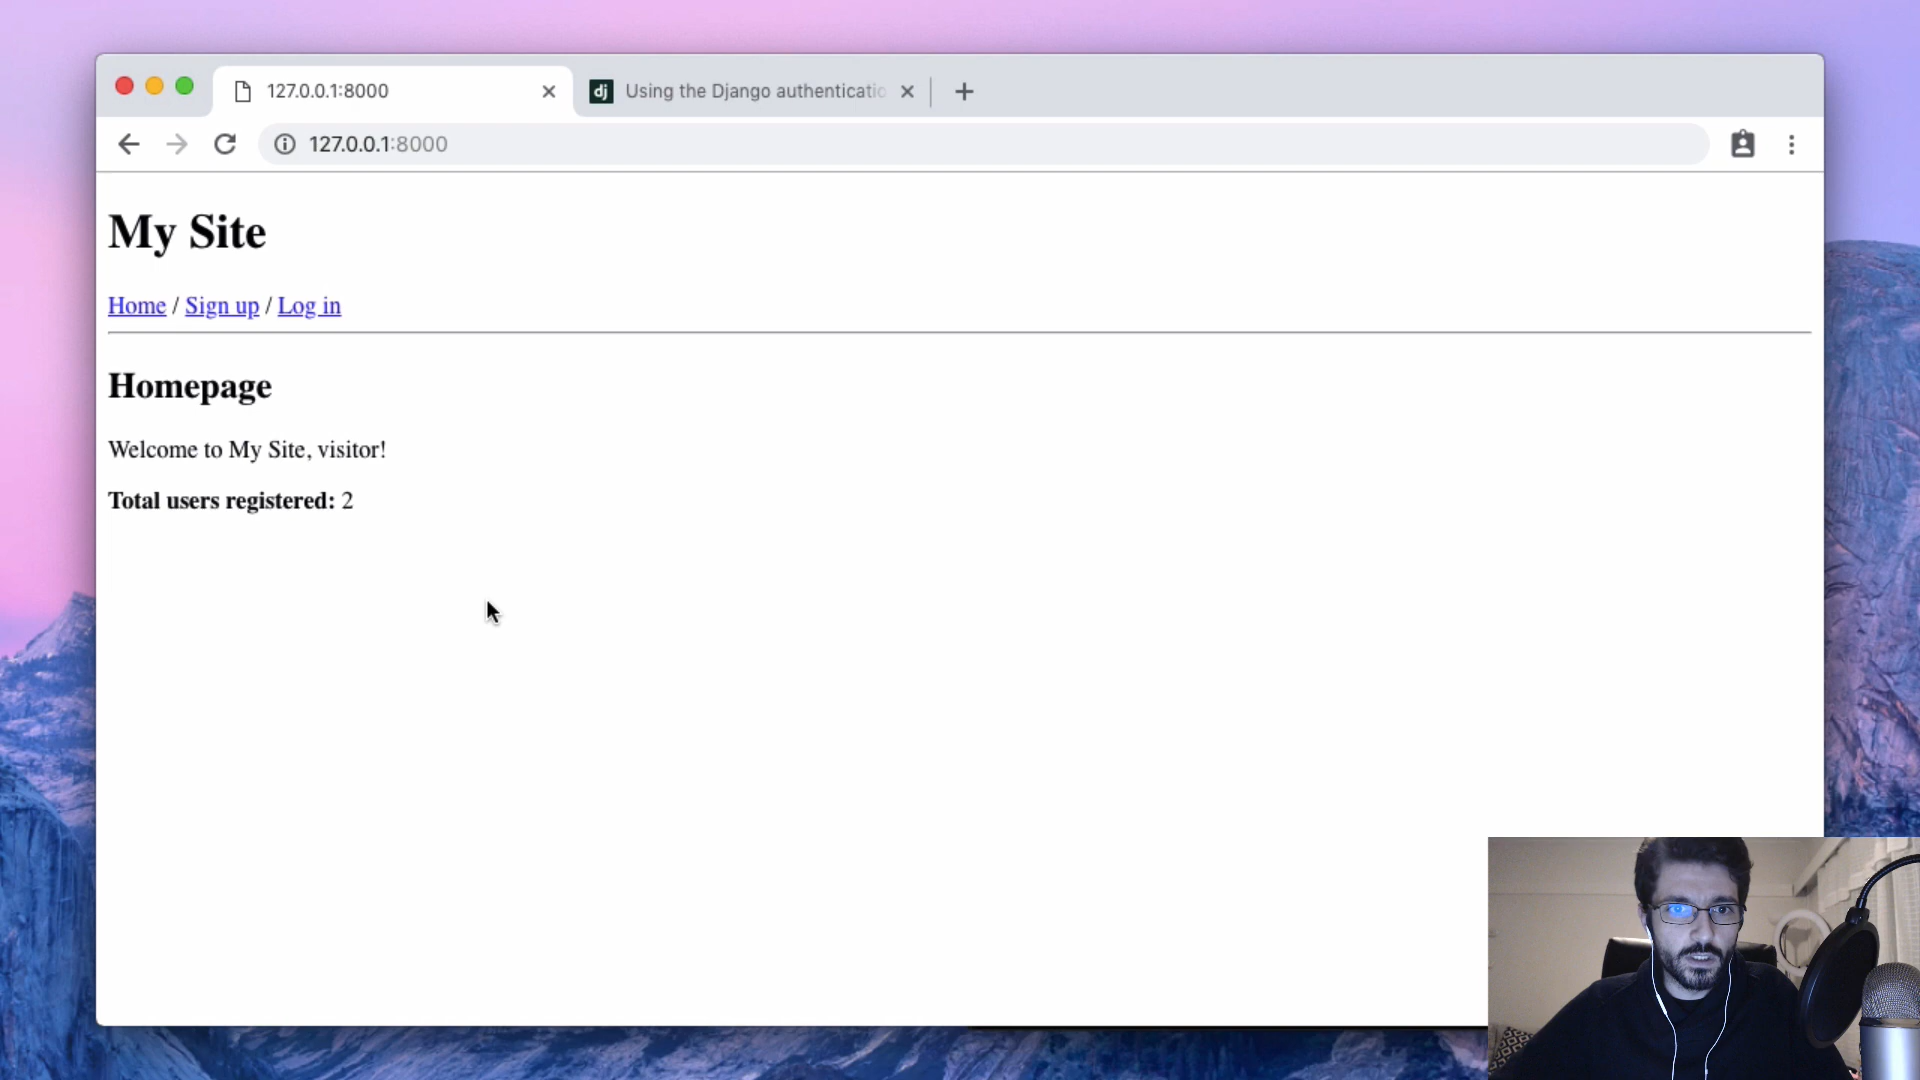 127.0.0.1:8000
dj Using the Django authenticatio
127.0.0.1:8000
My Site
Home / Sign up / Log in
Homepage
Welcome to My Site, visitor!
Total users registered: 2